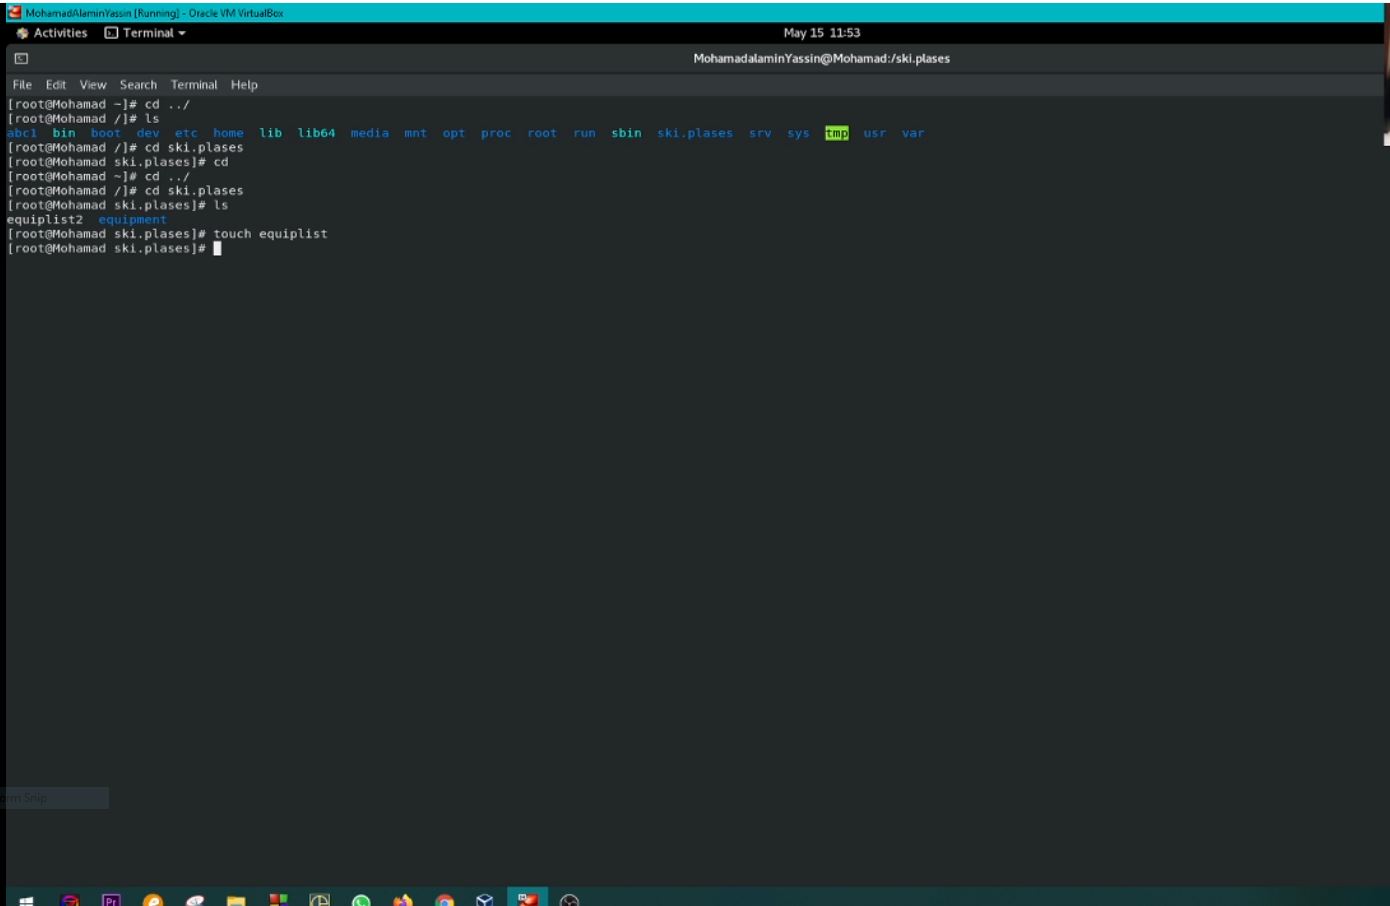 MohamadAlaminYassin [Running] - Oracle VM VirtualBox
Activities Terminal May 15 11:53
MohamadalaminYassin@Mohamad:/ski.plases
File Edit View Search Terminal Help
[root@Mohamad ~]# cd ../
[root@Mohamad /]# ls
abc1 bin boot dev etc home lib lib64 media mnt opt proc root run sbin ski.plases srv sys tmp usr var
[root@Mohamad /]# cd ski.plases
[root@Mohamad ski.plases]# cd
[root@Mohamad ~]# cd ../
[root@Mohamad /]# cd ski.plases
[root@Mohamad ski.plases]# ls
equiplist2 equipment
[root@Mohamad ski.plases]# touch equiplist
[root@Mohamad ski.plases]#
Snip
Pr